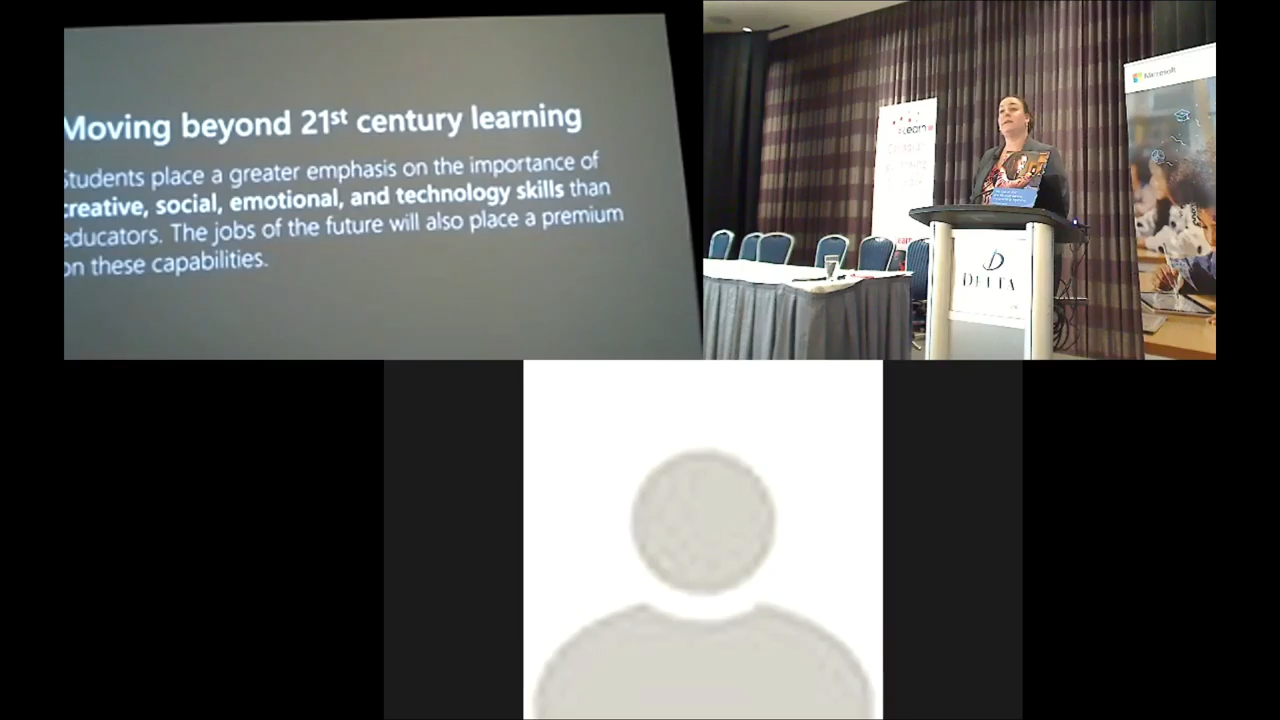 Moving beyond 21st century learning
Students place a greater emphasis on the importance of
creative, social, emotional, and technology skills than
educators. The jobs of the future will also place a premium
on these capabilities.
Learn
Microsoft
DELTA